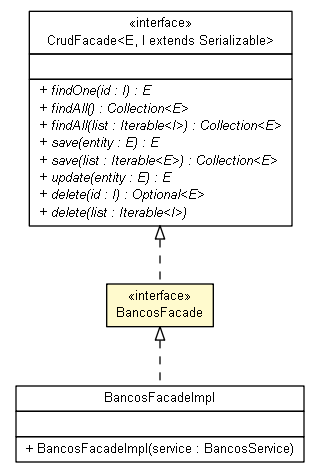 «interface»
CrudFacade<E, I extends Serializable>
+ findOne(id : I) : E
+ findAll() : Collection<E>
+ findAll(list : Iterable<I>) : Collection<E>
+ save(entity : E) : E
+ save(list : Iterable<E>) : Collection<E>
+ update(entity : E) : E
+ delete(id : I) : Optional<E>
+ delete(list : Iterable<I>)
«interface»
BancosFacade
BancosFacadeImpl
+ BancosFacadeImpl(service : BancosService)